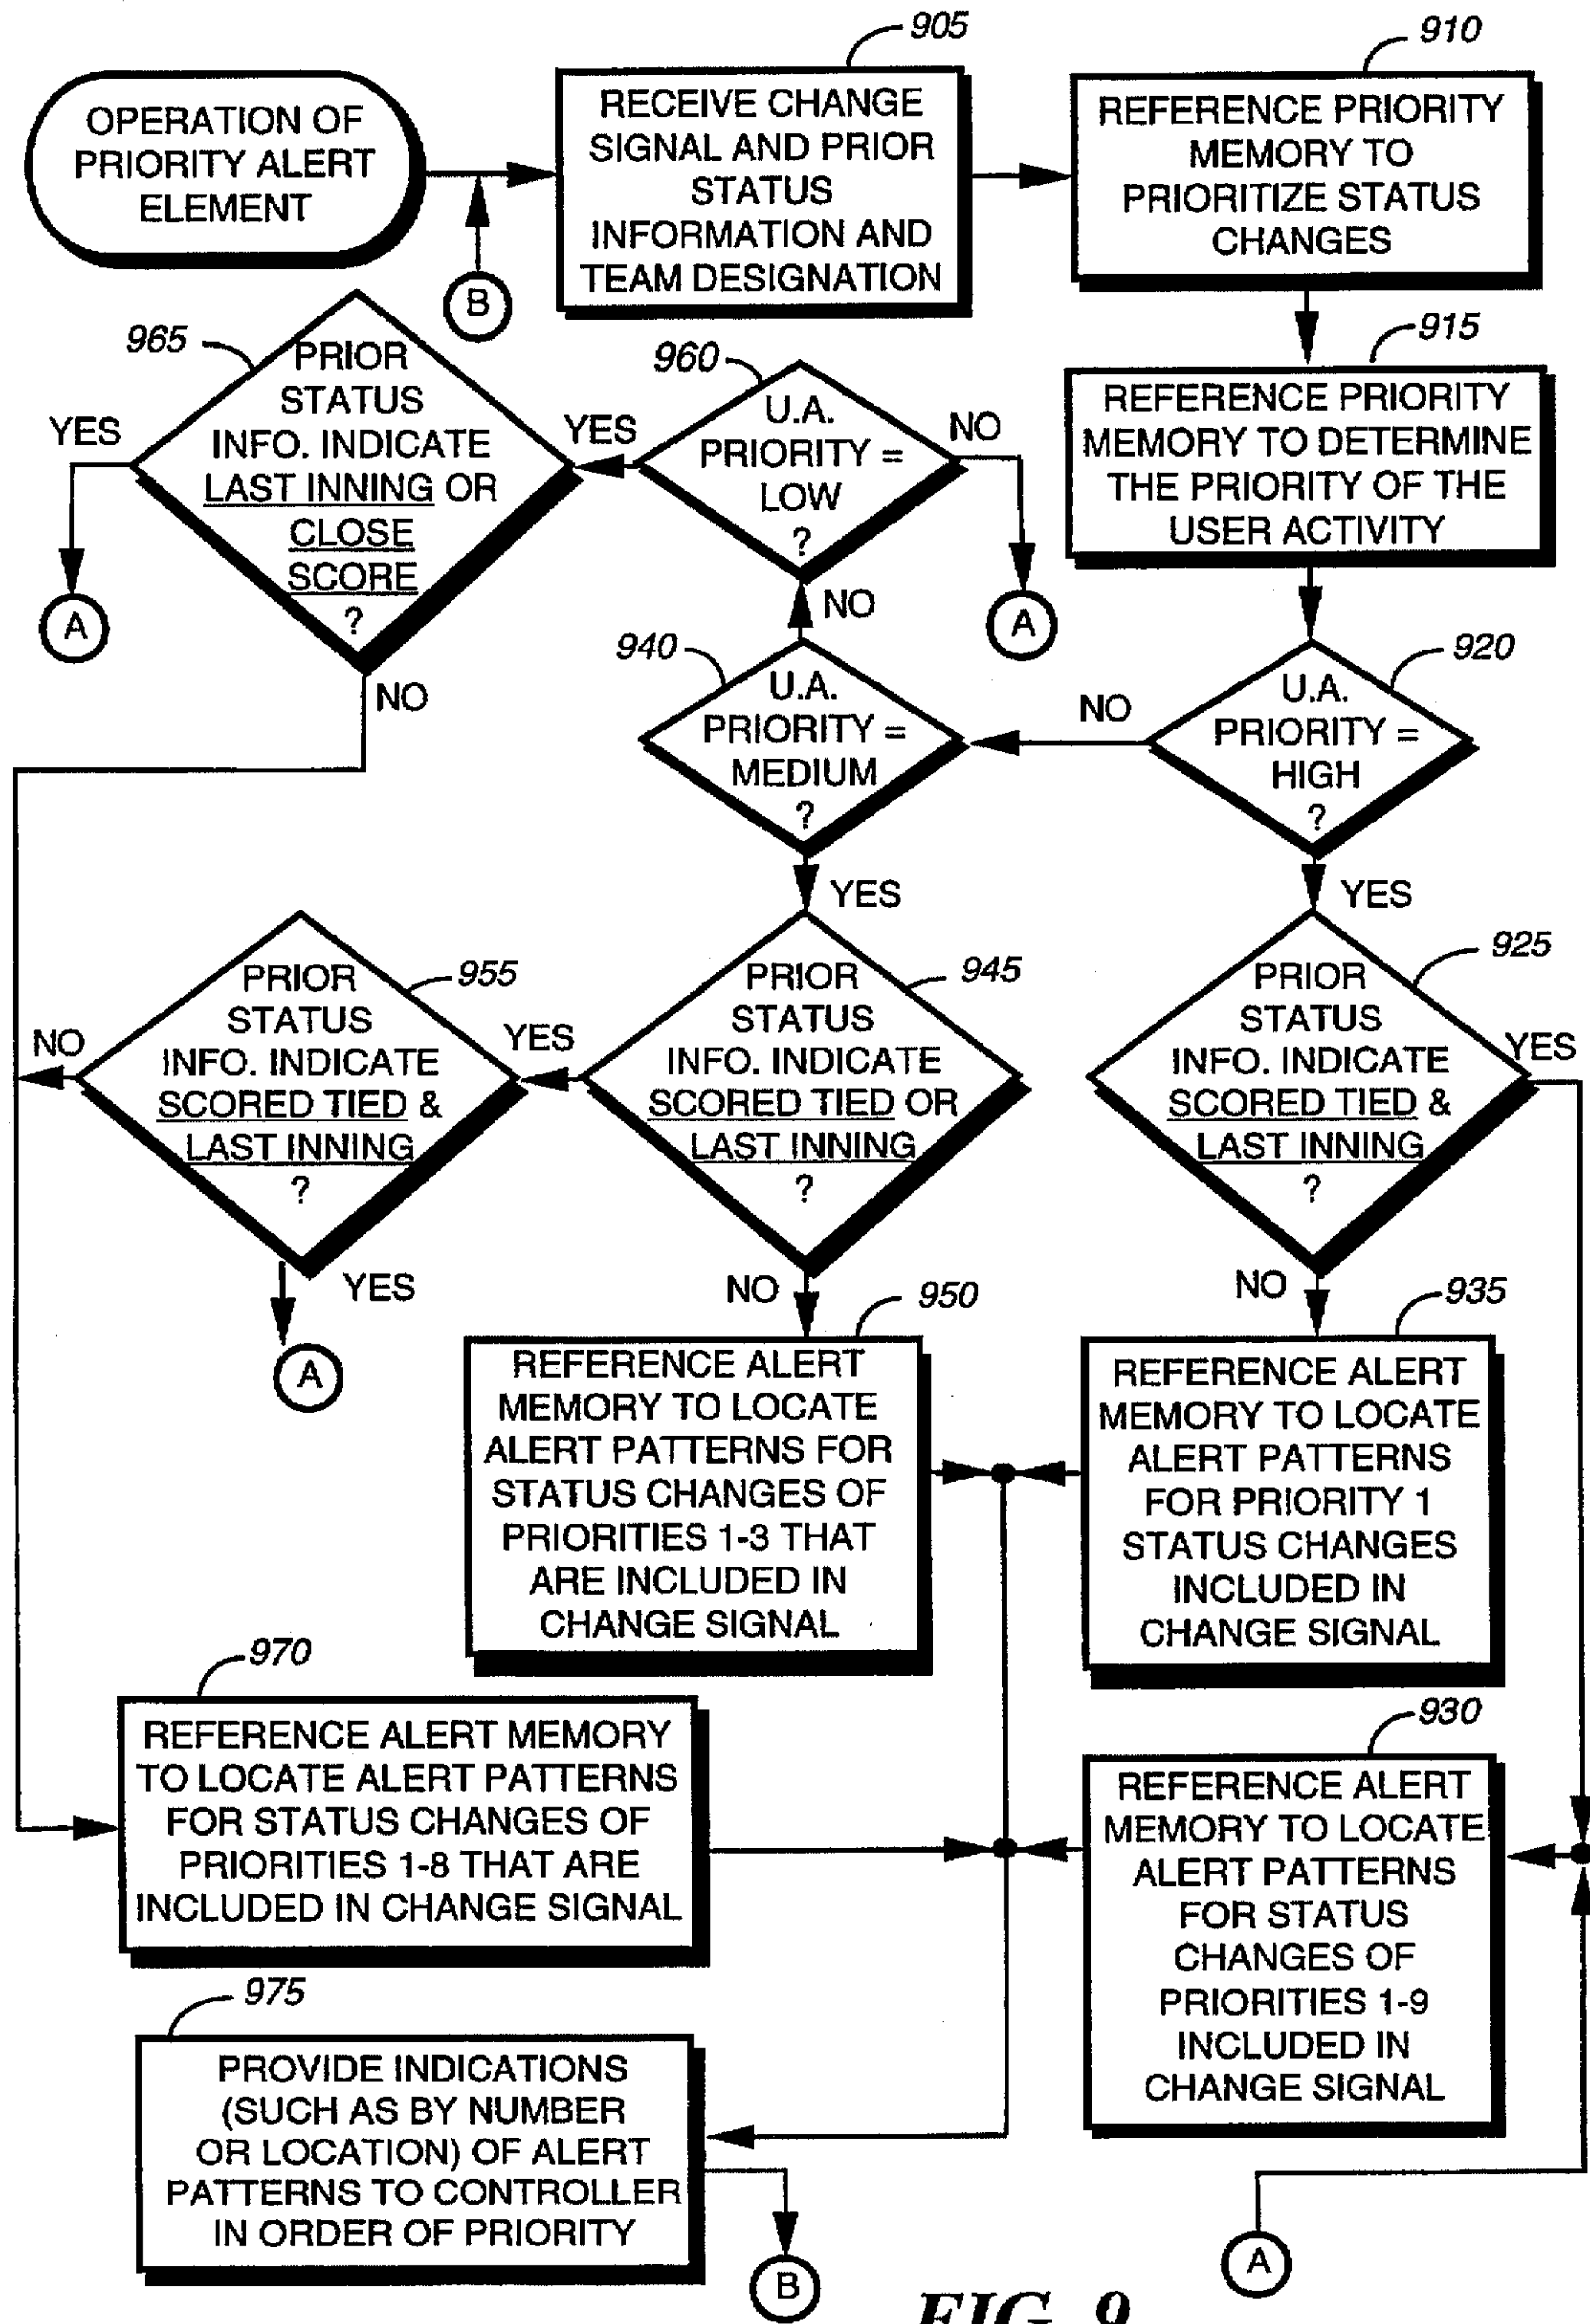 OPERATION OF
PRIORITY ALERT
ELEMENT
B
905
RECEIVE CHANGE
SIGNAL AND PRIOR
STATUS
INFORMATION AND
TEAM DESIGNATION
910
REFERENCE PRIORITY
MEMORY TO
PRIORITIZE STATUS
CHANGES
915
REFERENCE PRIORITY
MEMORY TO DETERMINE
THE PRIORITY OF THE
USER ACTIVITY
920
U.A.
PRIORITY =
HIGH
?
NO
YES
925
PRIOR
STATUS
INFO. INDICATE
SCORED TIED &
LAST INNING
?
YES
NO
935
REFERENCE ALERT
MEMORY TO LOCATE
ALERT PATTERNS
FOR PRIORITY 1
STATUS CHANGES
INCLUDED IN
CHANGE SIGNAL
930
REFERENCE ALERT
MEMORY TO LOCATE
ALERT PATTERNS
FOR STATUS
CHANGES OF
PRIORITIES 1-9
INCLUDED IN
CHANGE SIGNAL
A
940
U.A.
PRIORITY =
MEDIUM
?
NO
YES
945
PRIOR
STATUS
INFO. INDICATE
SCORED TIED OR
LAST INNING
?
YES
NO
950
REFERENCE ALERT
MEMORY TO LOCATE
ALERT PATTERNS FOR
STATUS CHANGES OF
PRIORITIES 1-3 THAT
ARE INCLUDED IN
CHANGE SIGNAL
955
PRIOR
STATUS
INFO. INDICATE
SCORED TIED &
LAST INNING
?
NO
YES
A
960
U.A.
PRIORITY =
LOW
?
YES
NO
A
965
PRIOR
STATUS
INFO. INDICATE
LAST INNING OR
CLOSE
SCORE
?
YES
A
NO
970
REFERENCE ALERT MEMORY
TO LOCATE ALERT PATTERNS
FOR STATUS CHANGES OF
PRIORITIES 1-8 THAT ARE
INCLUDED IN CHANGE SIGNAL
975
PROVIDE INDICATIONS
(SUCH AS BY NUMBER
OR LOCATION) OF ALERT
PATTERNS TO CONTROLLER
IN ORDER OF PRIORITY
B
FIG. 9